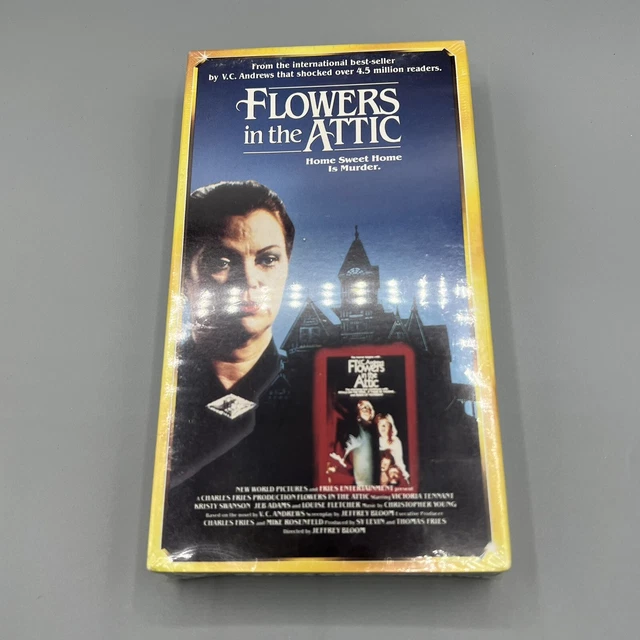 From the international best-seller
by V.C. Andrews that shocked over 4.5 million readers.
FLOWERS
in the ATTIC
Home Sweet Home
Is Murder.
Flowers
in the
Attic
NEW WORLD PICTURES and FRIES ENTERTAINMENT present
A CHARLES FRIES PRODUCTION FLOWERS IN THE ATTIC Starring VICTORIA TENNANT
KRISTY SWANSON JEB ADAMS and LOUISE FLETCHER Music by CHRISTOPHER YOUNG
Based on the novel by V.C. ANDREWS Screenplay by JEFFREY BLOOM Executive Producer
CHARLES FRIES and MIKE ROSENFELD Produced by SY LEVIN and THOMAS FRIES
Directed by JEFFREY BLOOM